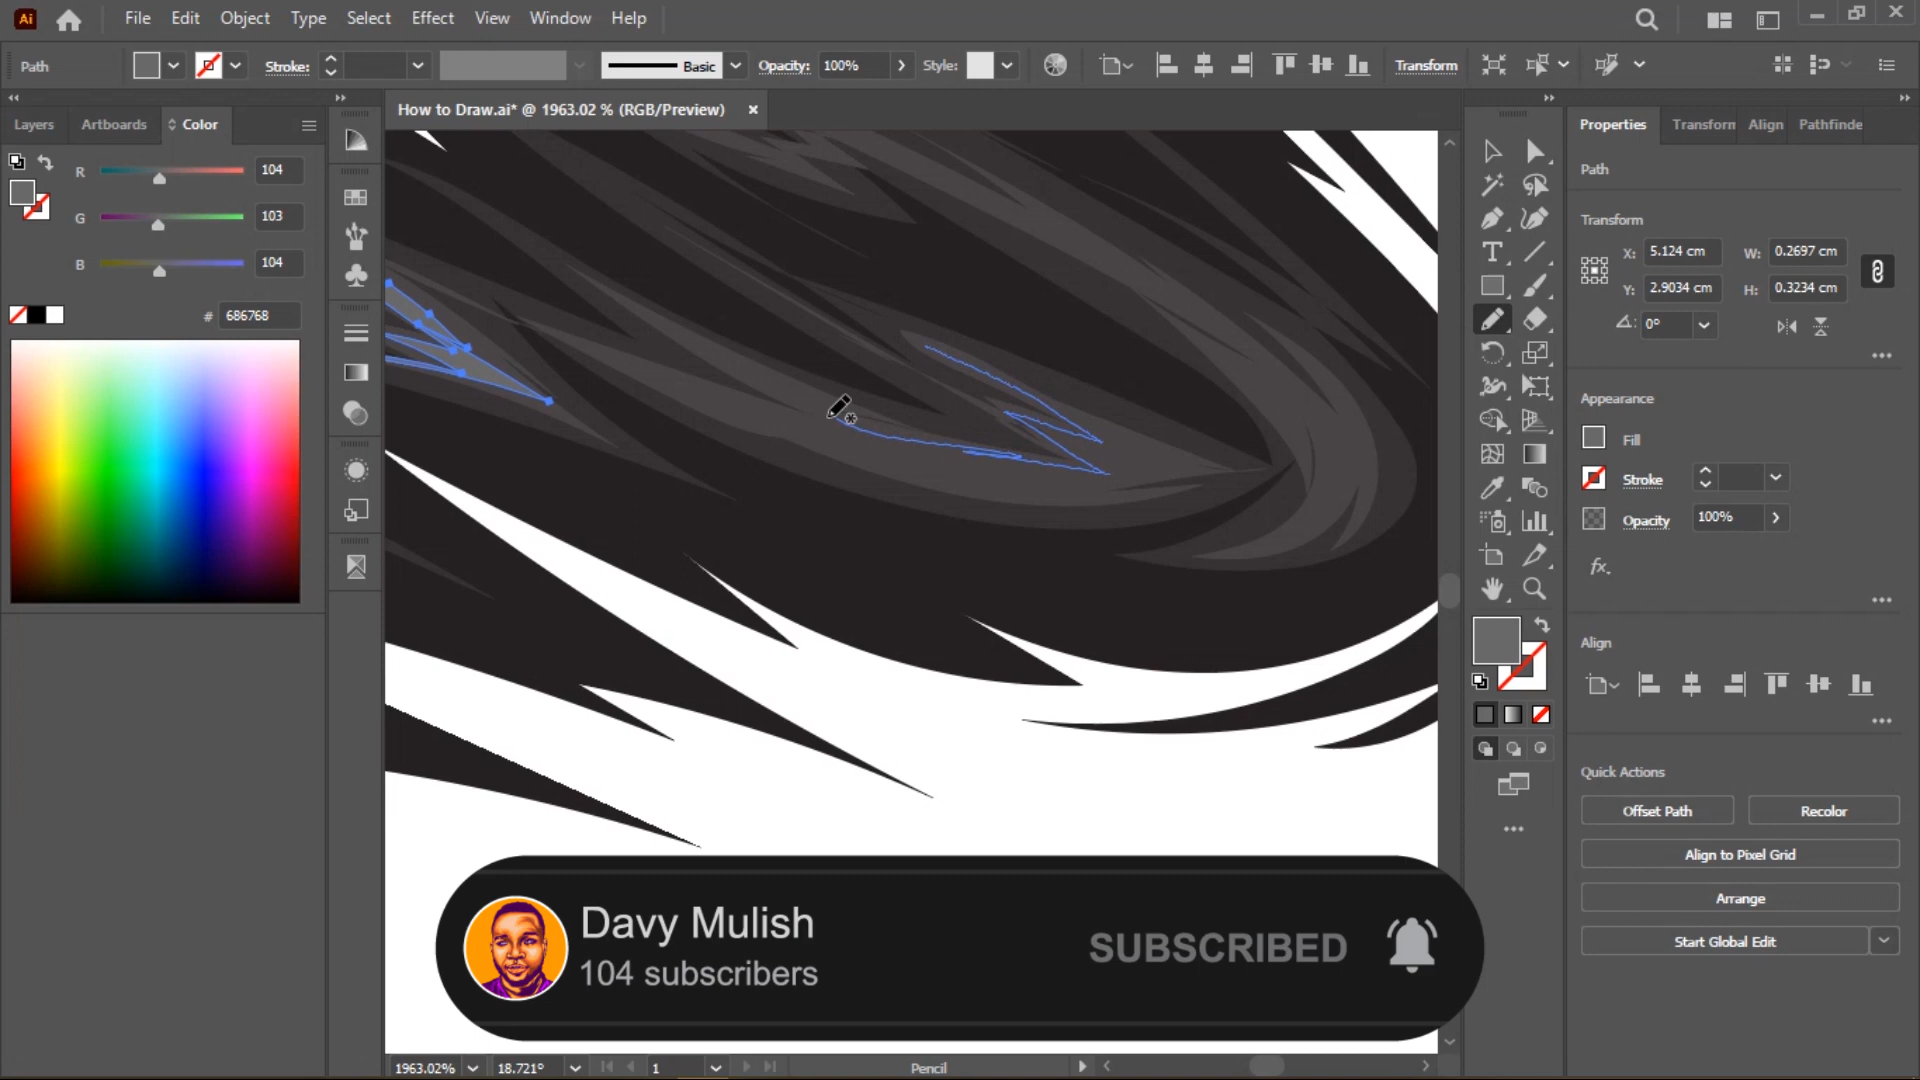 Ai File Edit Object Type Select Effect View Window Help
Path Stroke: Basic Opacity: 100% Style: Transform
Layers Artboards Color
How to Draw.ai* @ 1963.02 % (RGB/Preview)
Properties Transform Align Pathfinde
R 104
G 103
B 104
# 686768
Path
Transform
X: 5.124 cm W: 0.2697 cm
Y: 2.9034 cm H: 0.3234 cm
0°
Appearance
Fill
Stroke
Opacity 100%
fx.
Align
Quick Actions
Offset Path Recolor
Align to Pixel Grid
Arrange
Start Global Edit
Davy Mulish
104 subscribers
SUBSCRIBED
1963.02% 18.721° 1 Pencil